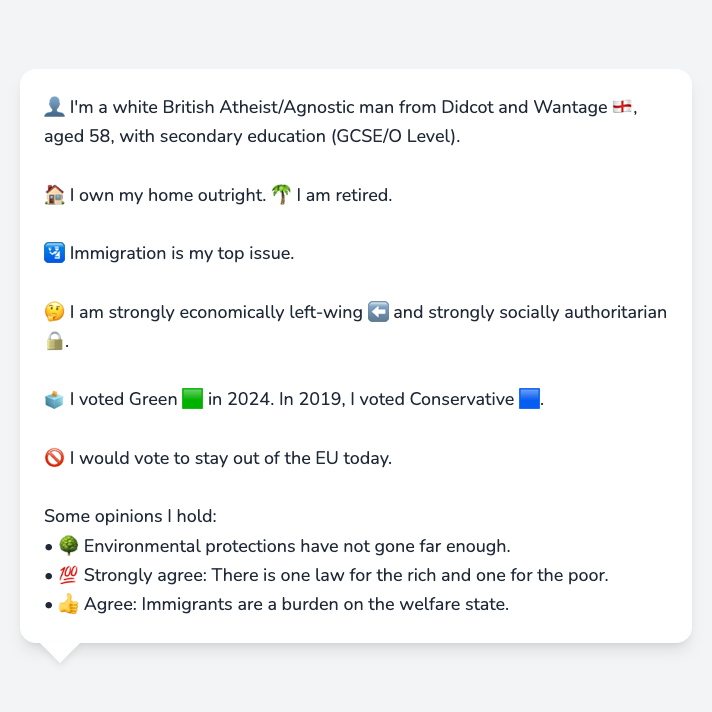 👤 I'm a white British Atheist/Agnostic man from Didcot and Wantage 🏴󠁧󠁢󠁥󠁮󠁧󠁿,
aged 58, with secondary education (GCSE/O Level).
🏠 I own my home outright. 🌴 I am retired.
🛂 Immigration is my top issue.
🤔 I am strongly economically left-wing ⬅️ and strongly socially authoritarian
🔒.
🗳️ I voted Green 🟩 in 2024. In 2019, I voted Conservative 🟦.
🚫 I would vote to stay out of the EU today.
Some opinions I hold:
• 🌳 Environmental protections have not gone far enough.
• 💯 Strongly agree: There is one law for the rich and one for the poor.
• 👍 Agree: Immigrants are a burden on the welfare state.